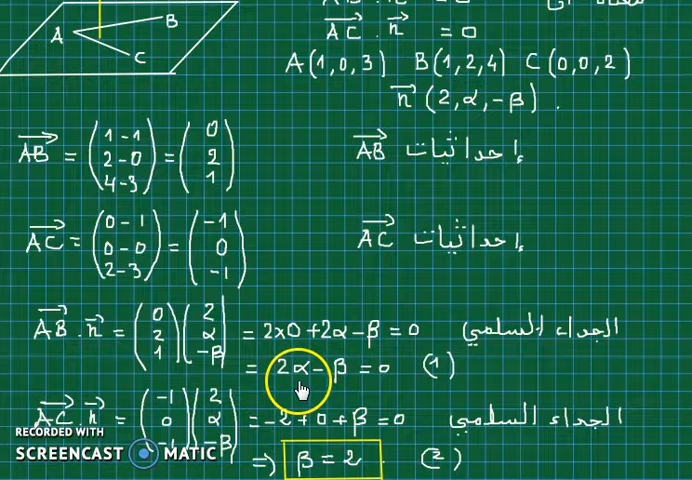 AC⃗ . n⃗ = 0
A
B
C
A(1,0,3) B(1,2,4) C(0,0,2)
n⃗(2,α,-β).
AB⃗ = (1-1 2-0 4-3) = (0 2 1) إحداثيات AB⃗
AC⃗ = (0-1 0-0 2-3) = (-1 0 -1) إحداثيات AC⃗
AB⃗ . n⃗ = (0 2 1)(2 α -β) = 2×0+2α-β=0 الجداء السلمي
= 2α-β=0 (1)
AC⃗ . n⃗ = (-1 0 -1)(2 α -β) = -2+0+β=0 الجداء السلمي
⇒ β=2 (2)
RECORDED WITH
SCREENCAST MATIC